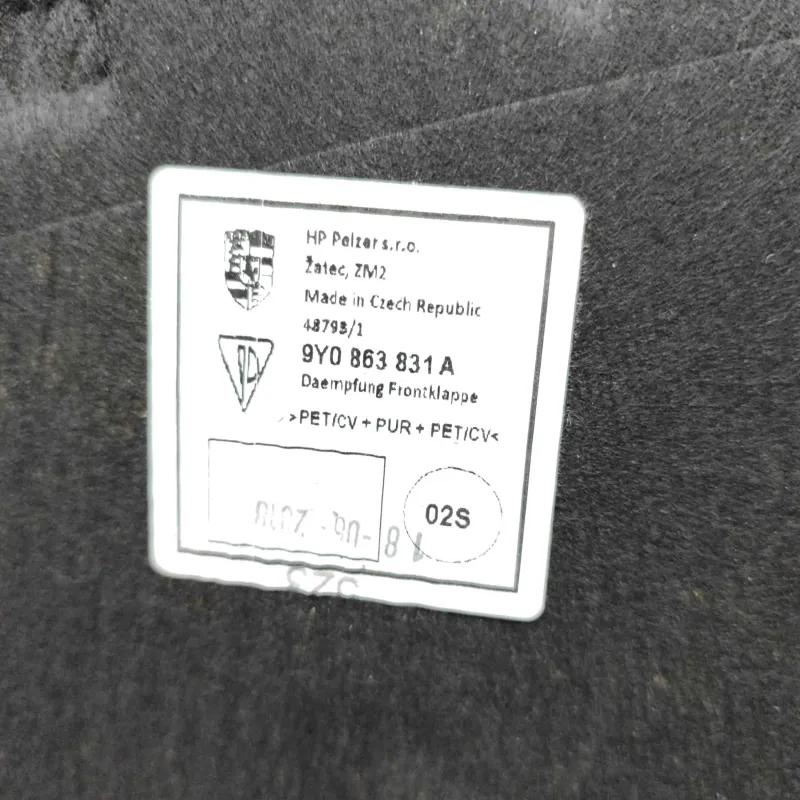 HP Pelzer s.r.o.
Žatec, ZM2
Made in Czech Republic
48793/1
9Y0 863 831 A
Daempfung Frontklappe
>PET/CV + PUR + PET/CV<
02S